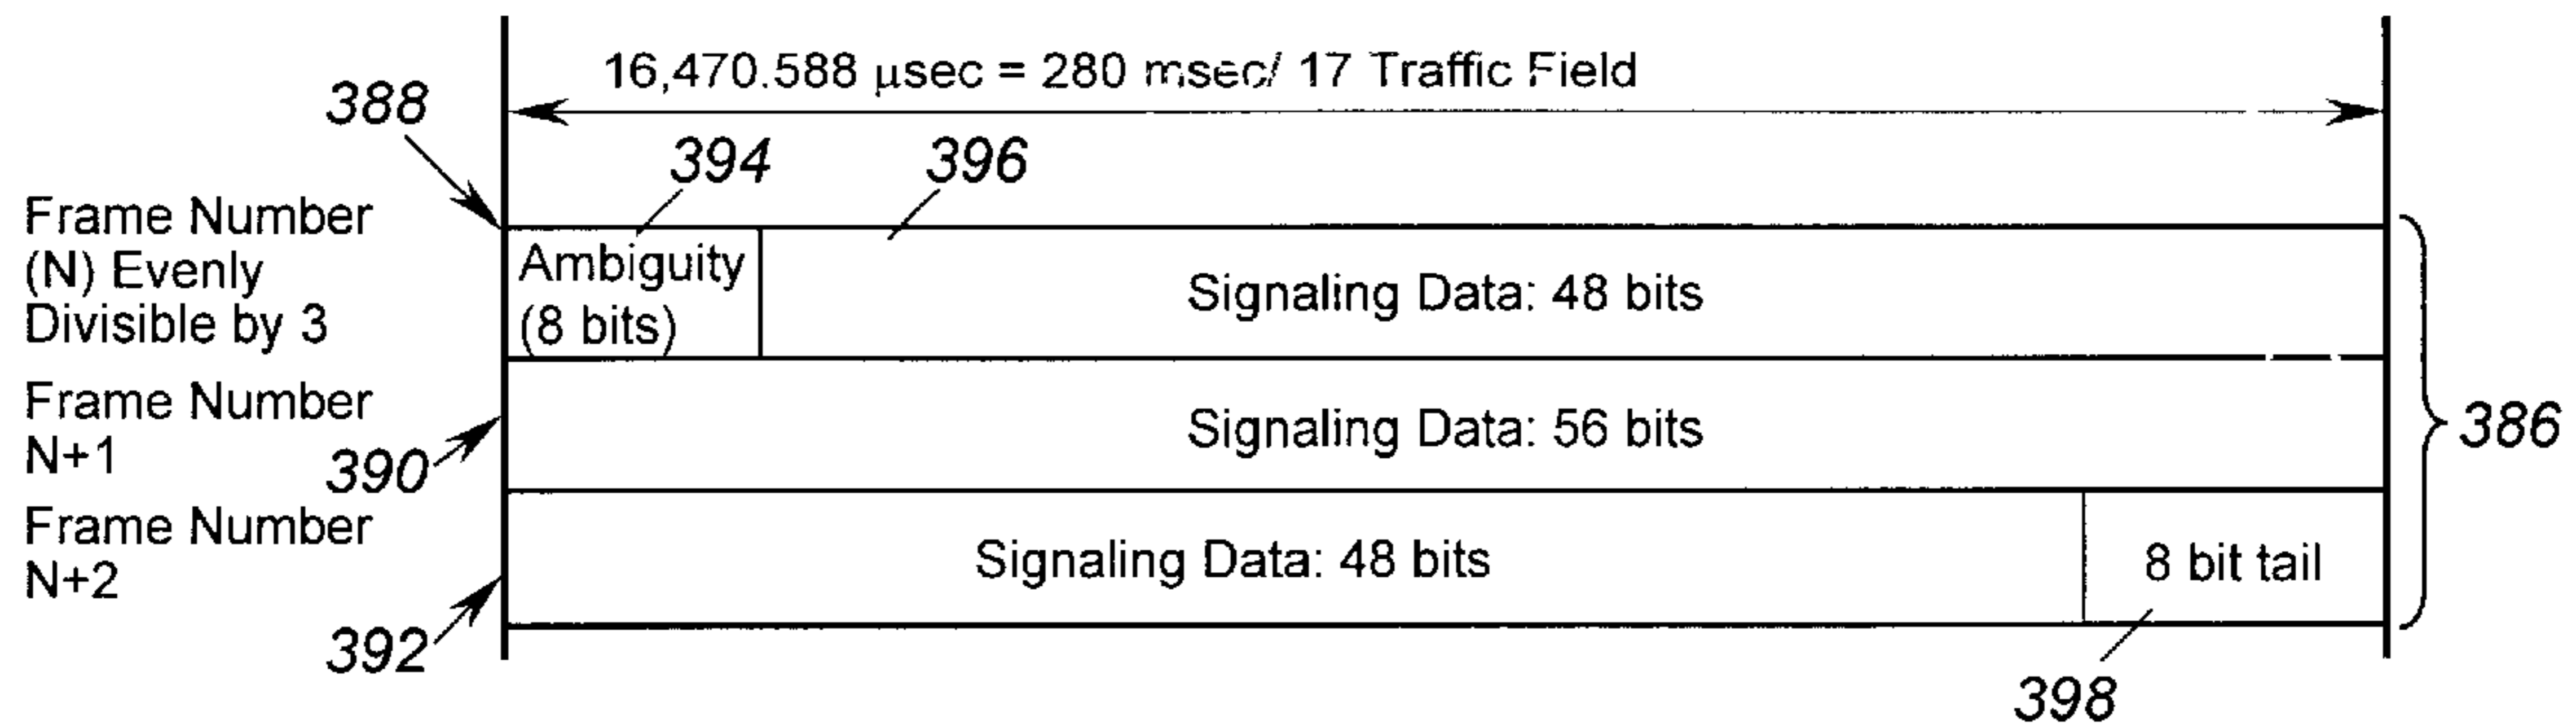 16,470.588 μsec = 280 msec/ 17 Traffic Field
388
394
396
Frame Number
(N) Evenly
Divisible by 3
Ambiguity
(8 bits)
Signaling Data: 48 bits
Frame Number
N+1
390
Signaling Data: 56 bits
386
Frame Number
N+2
392
Signaling Data: 48 bits
8 bit tail
398